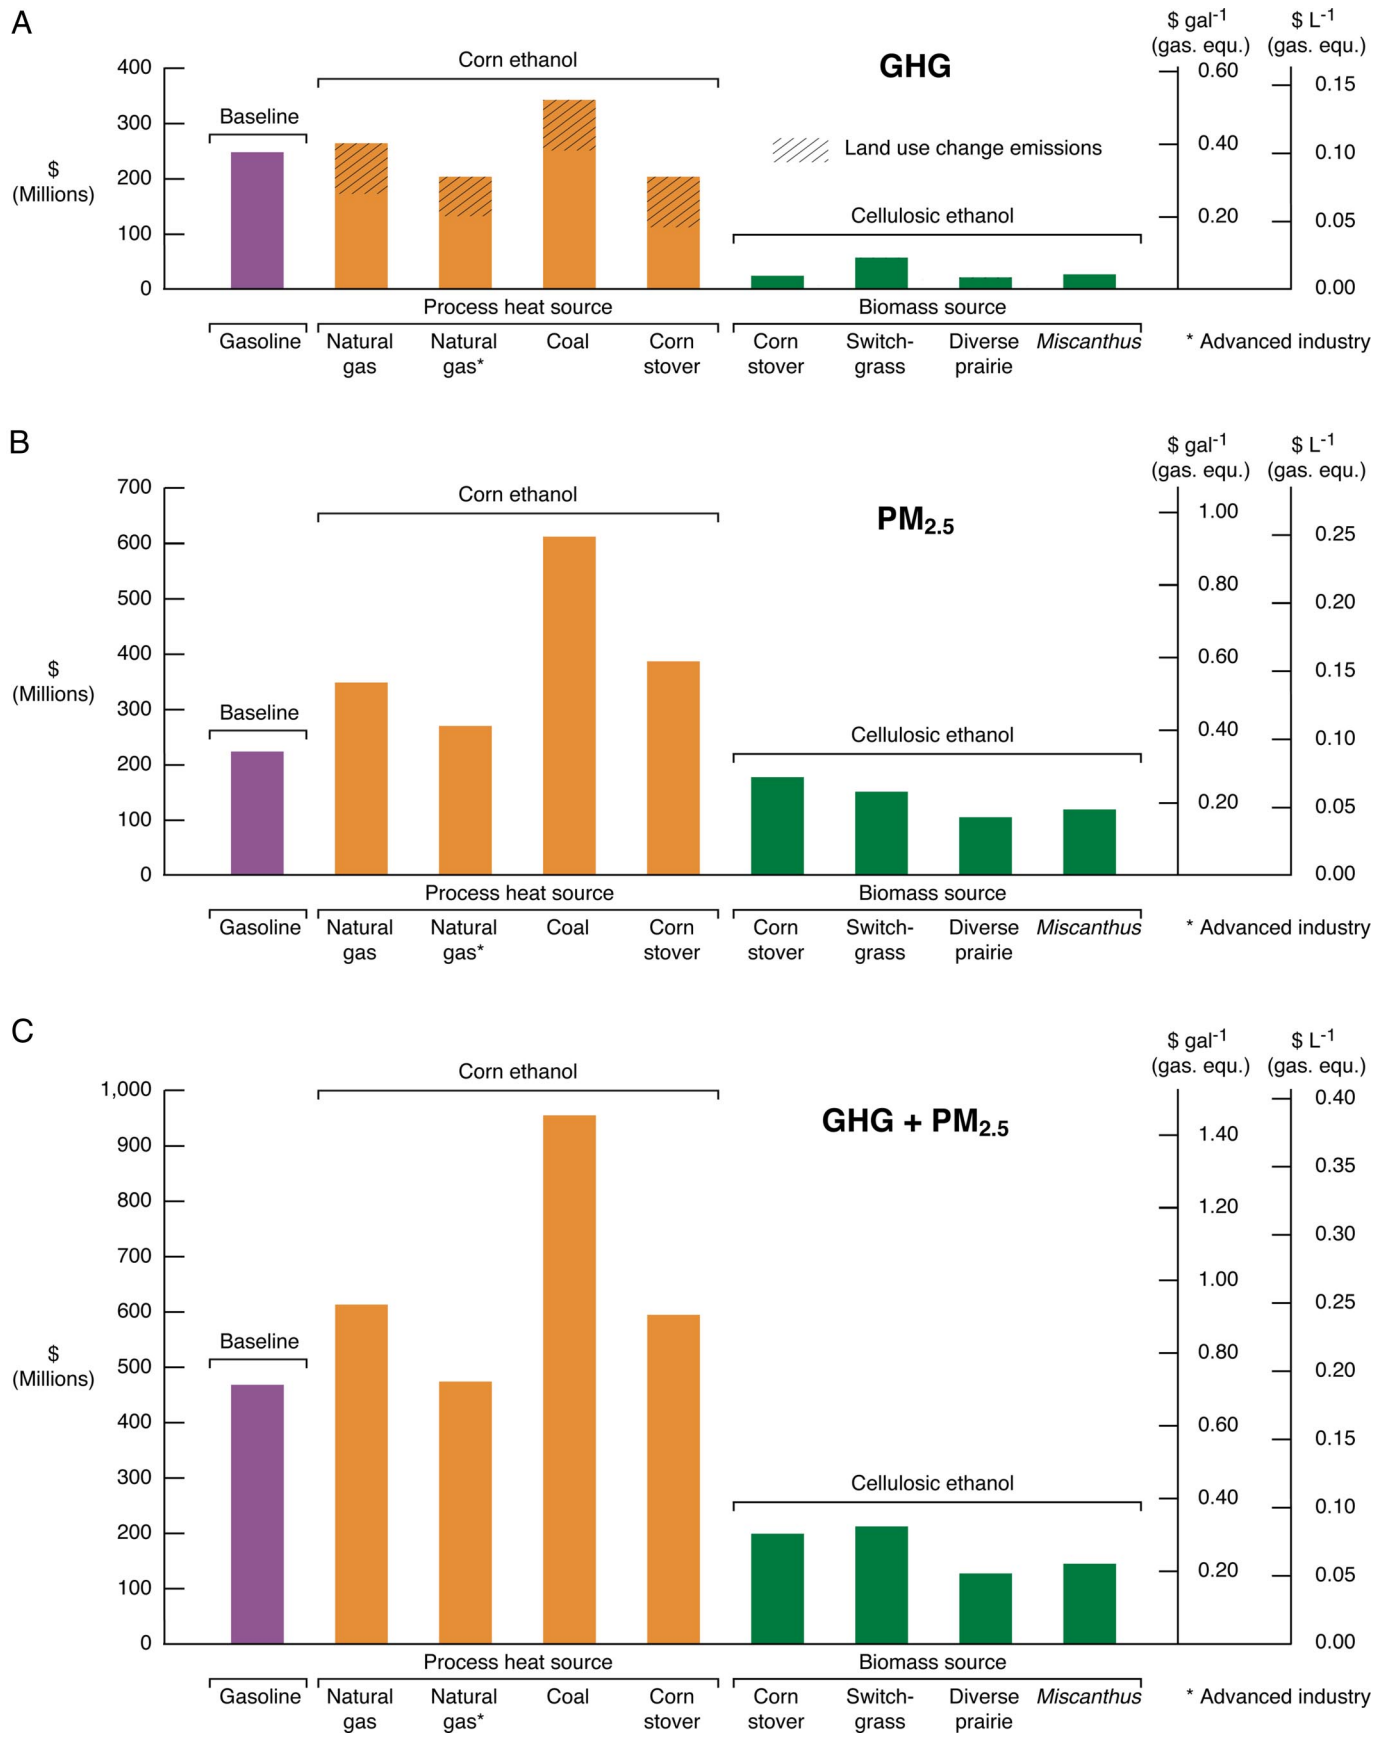 A
$ gal-1 $ L-1
(gas. equ.) (gas. equ.)
Corn ethanol
GHG
400
300
200
100
0
$
(Millions)
Baseline
Land use change emissions
Cellulosic ethanol
0.60
0.40
0.20
0.15
0.10
0.05
0.00
Process heat source Biomass source
Gasoline Natural Natural Coal Corn Corn Switch- Diverse Miscanthus * Advanced industry
gas gas* stover stover grass prairie
B
$ gal-1 $ L-1
(gas. equ.) (gas. equ.)
Corn ethanol
PM2.5
700
600
500
400
300
200
100
0
$
(Millions)
Baseline
Cellulosic ethanol
1.00
0.80
0.60
0.40
0.20
0.25
0.20
0.15
0.10
0.05
0.00
Process heat source Biomass source
Gasoline Natural Natural Coal Corn Corn Switch- Diverse Miscanthus * Advanced industry
gas gas* stover stover grass prairie
C
$ gal-1 $ L-1
(gas. equ.) (gas. equ.)
Corn ethanol
GHG + PM2.5
1,000
900
800
700
600
500
400
300
200
100
0
$
(Millions)
Baseline
Cellulosic ethanol
1.40
1.20
1.00
0.80
0.60
0.40
0.20
0.40
0.35
0.30
0.25
0.20
0.15
0.10
0.05
0.00
Process heat source Biomass source
Gasoline Natural Natural Coal Corn Corn Switch- Diverse Miscanthus * Advanced industry
gas gas* stover stover grass prairie